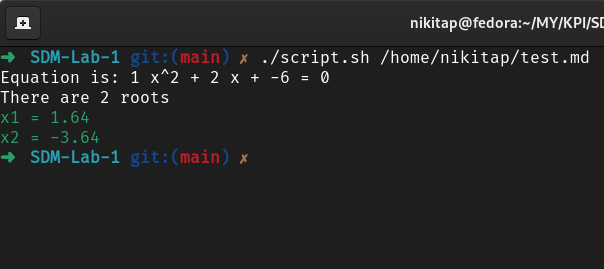 nikitap@fedora:~/MY/KPI/SD
➜ SDM-Lab-1 git:(main) ✗ ./script.sh /home/nikitap/test.md
Equation is: 1 x^2 + 2 x + -6 = 0
There are 2 roots
x1 = 1.64
x2 = -3.64
➜ SDM-Lab-1 git:(main) ✗